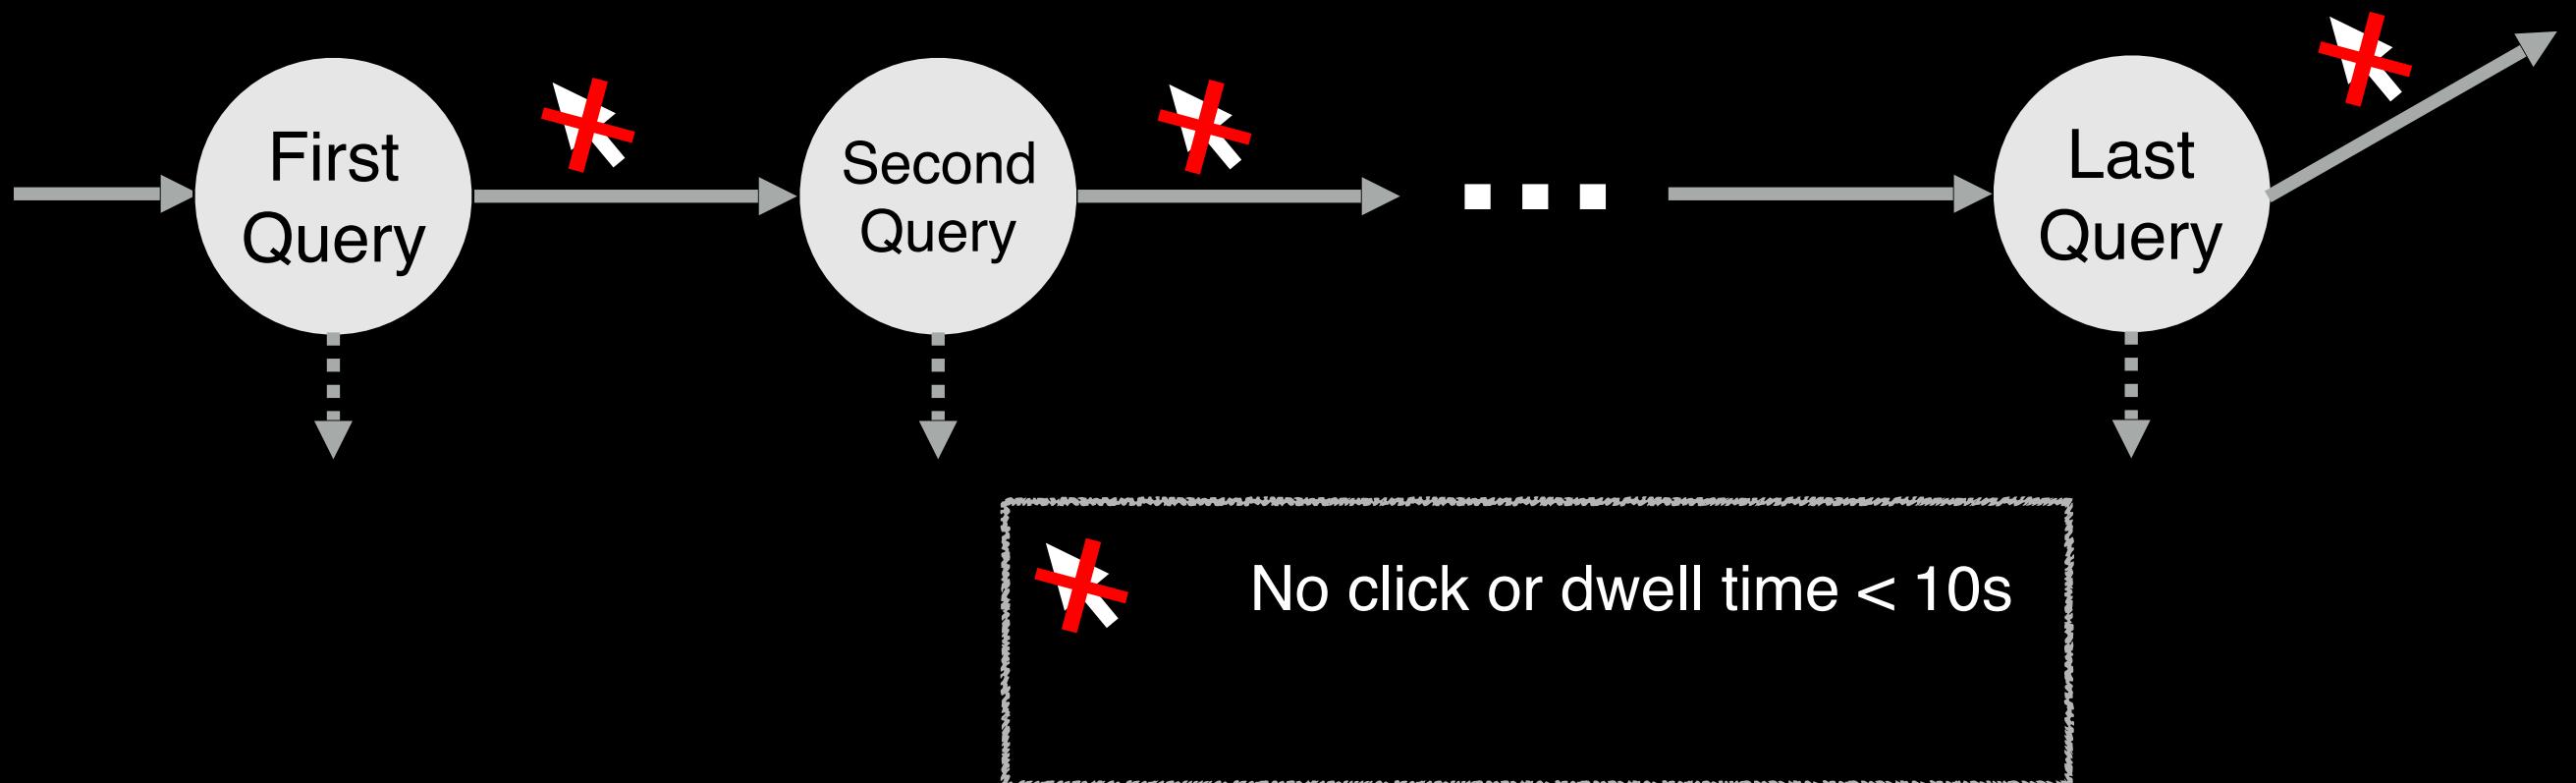 First
Query
Second
Query
Last
Query
No click or dwell time < 10s